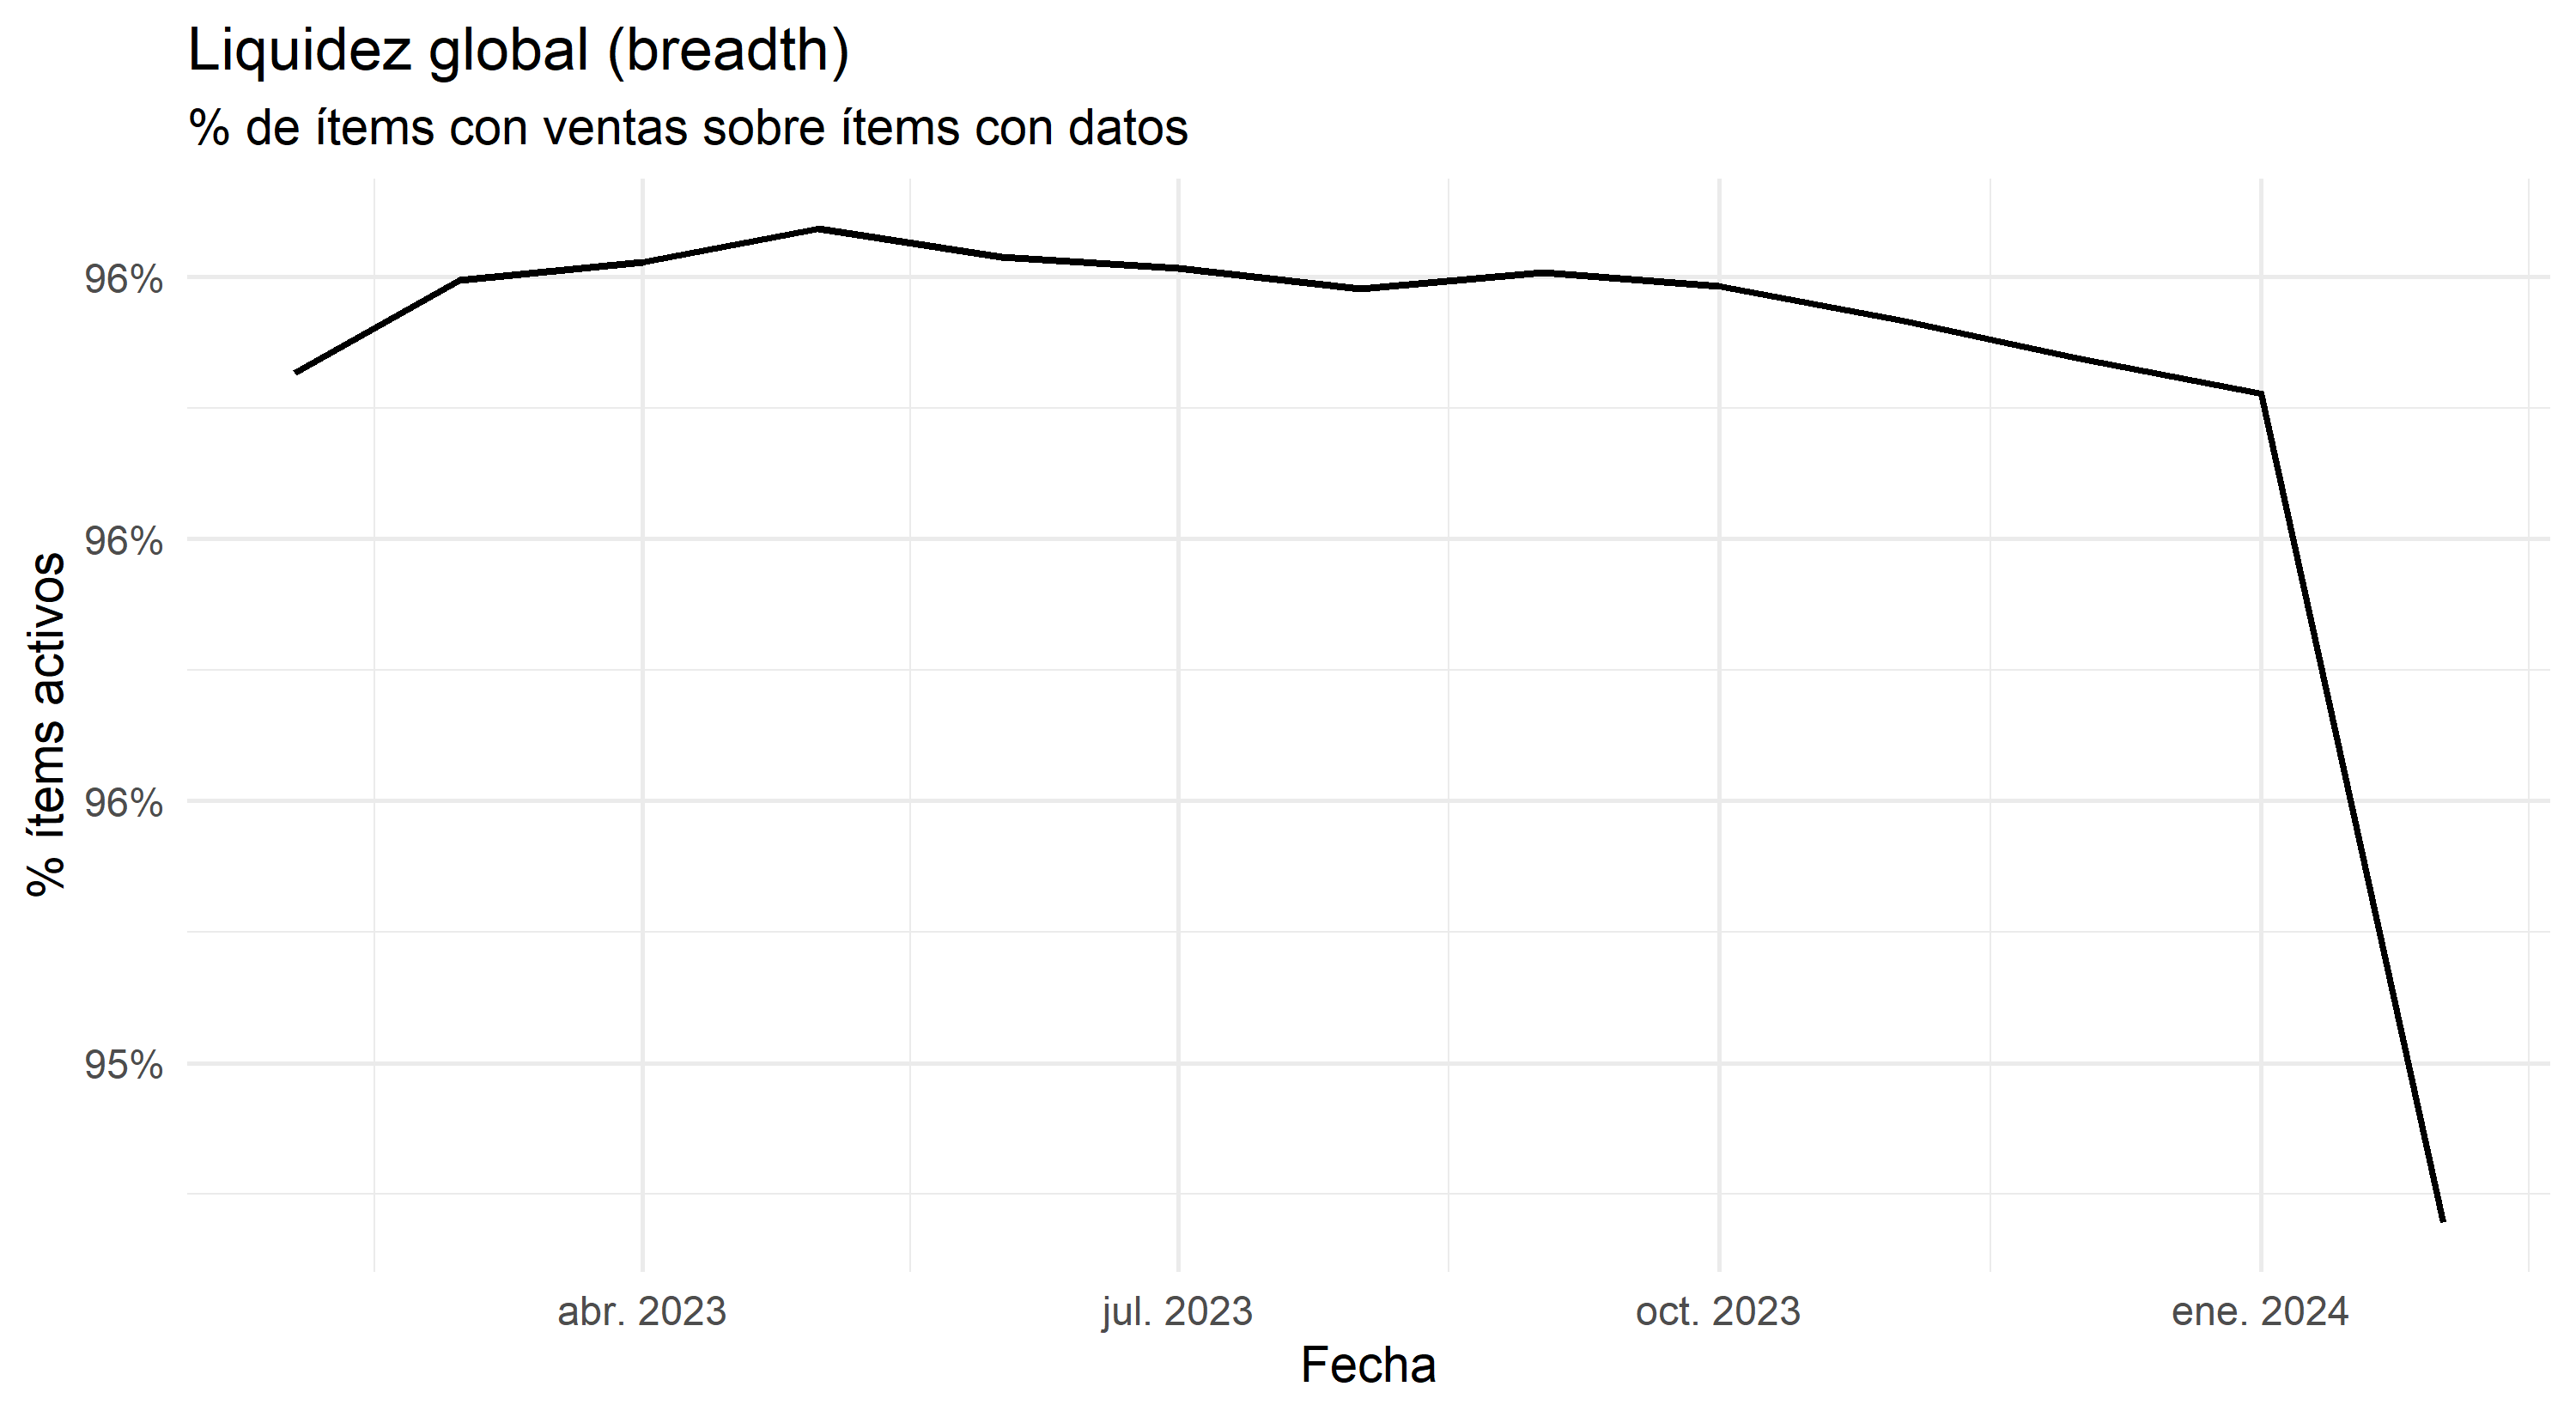 Liquidez global (breadth)
% de ítems con ventas sobre ítems con datos
% ítems activos
96%
96%
96%
95%
abr. 2023
jul. 2023
oct. 2023
ene. 2024
Fecha